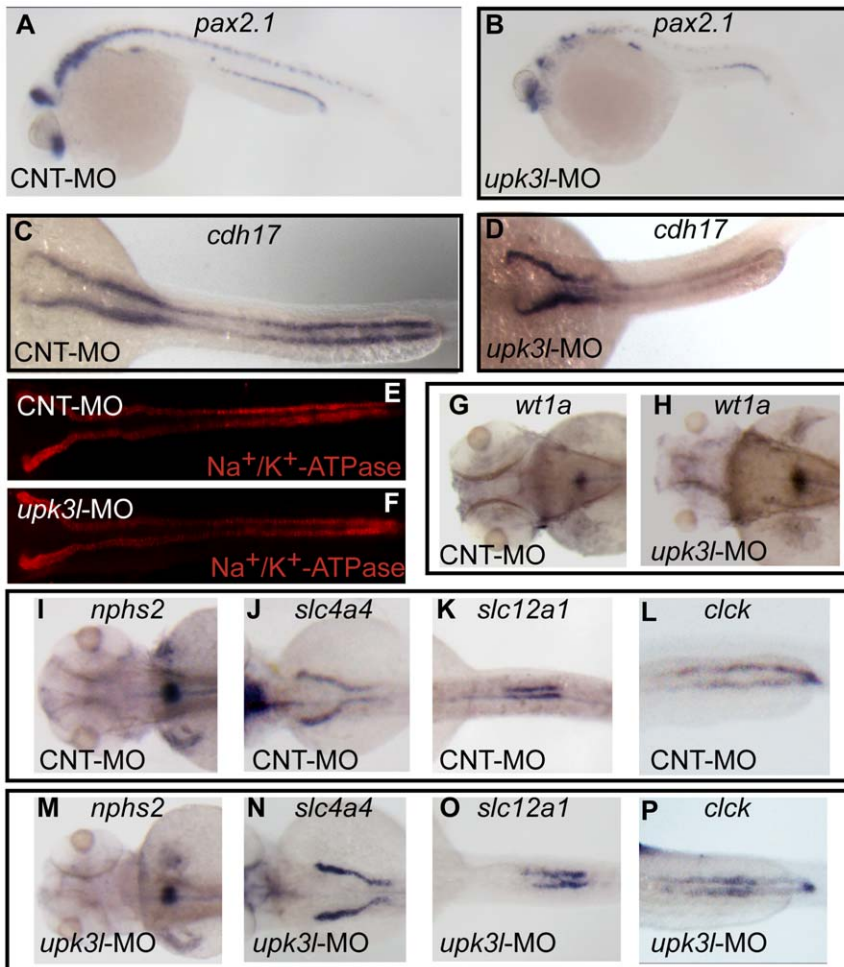 A pax2.1
CNT-MO
B pax2.1
upk3l-MO
C cdh17
CNT-MO
D cdh17
upk3l-MO
CNT-MO E
Na⁺/K⁺-ATPase
upk3l-MO F
Na⁺/K⁺-ATPase
G wt1a
CNT-MO
H wt1a
upk3l-MO
I nphs2
CNT-MO
J slc4a4
CNT-MO
K slc12a1
CNT-MO
L clck
CNT-MO
M nphs2
upk3l-MO
N slc4a4
upk3l-MO
O slc12a1
upk3l-MO
P clck
upk3l-MO